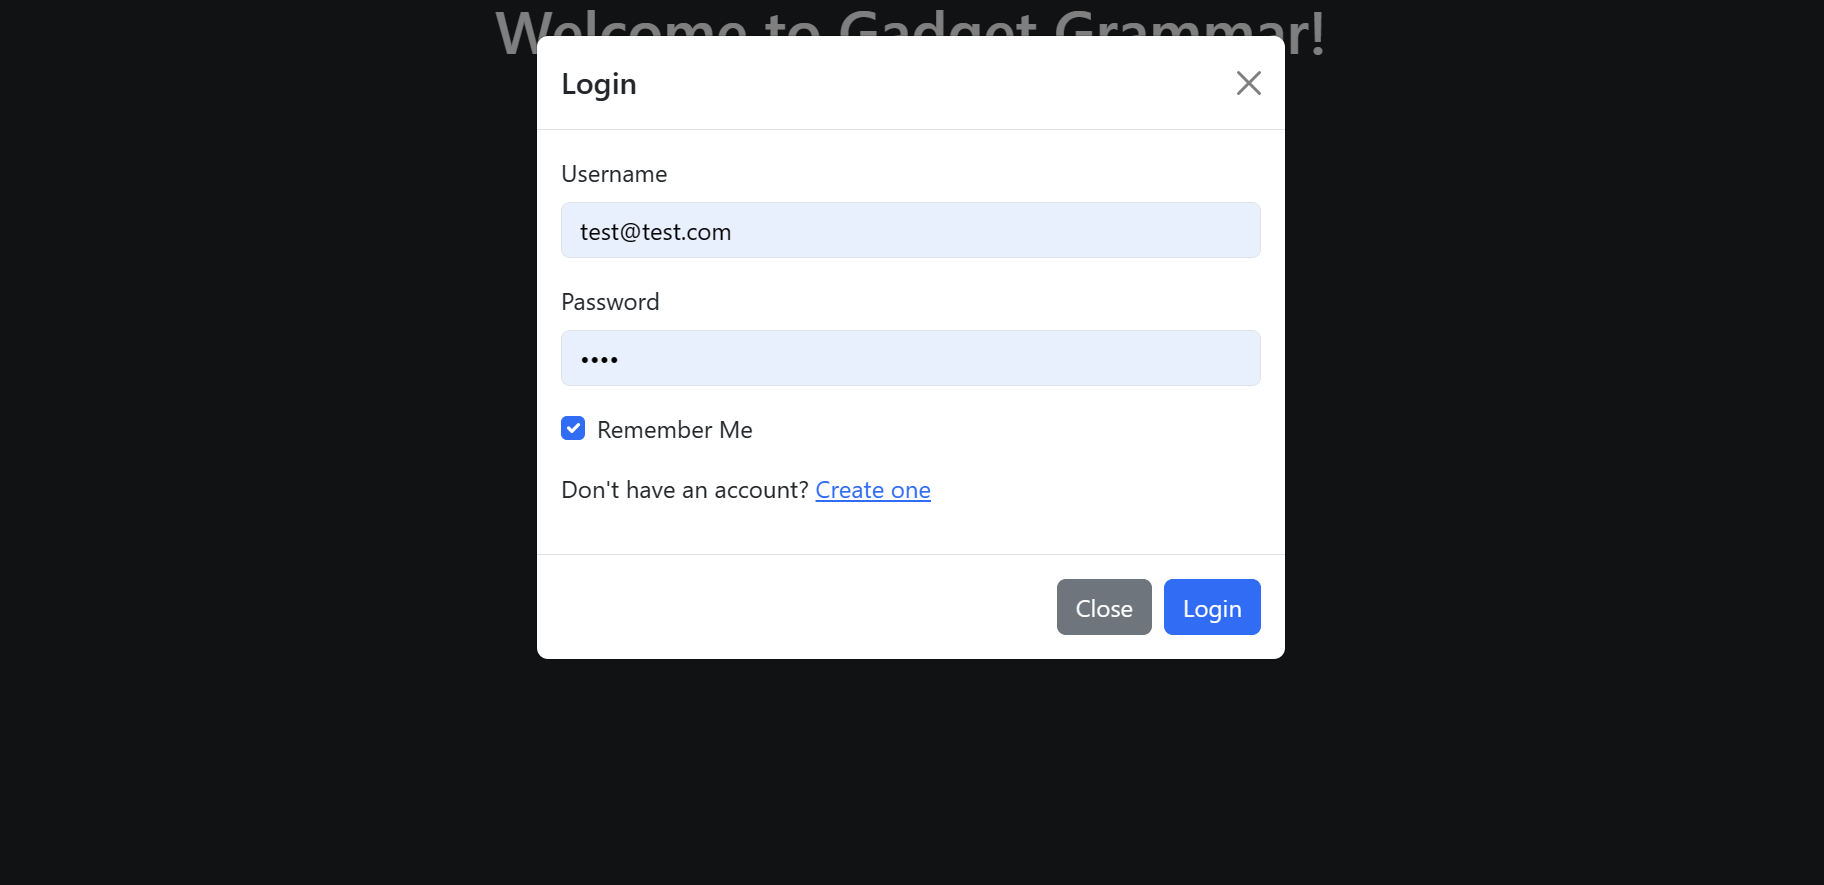 Welcome to Gadget Grammar!
Login
Username
test@test.com
Password
••••
Remember Me
Don't have an account? Create one
Close Login